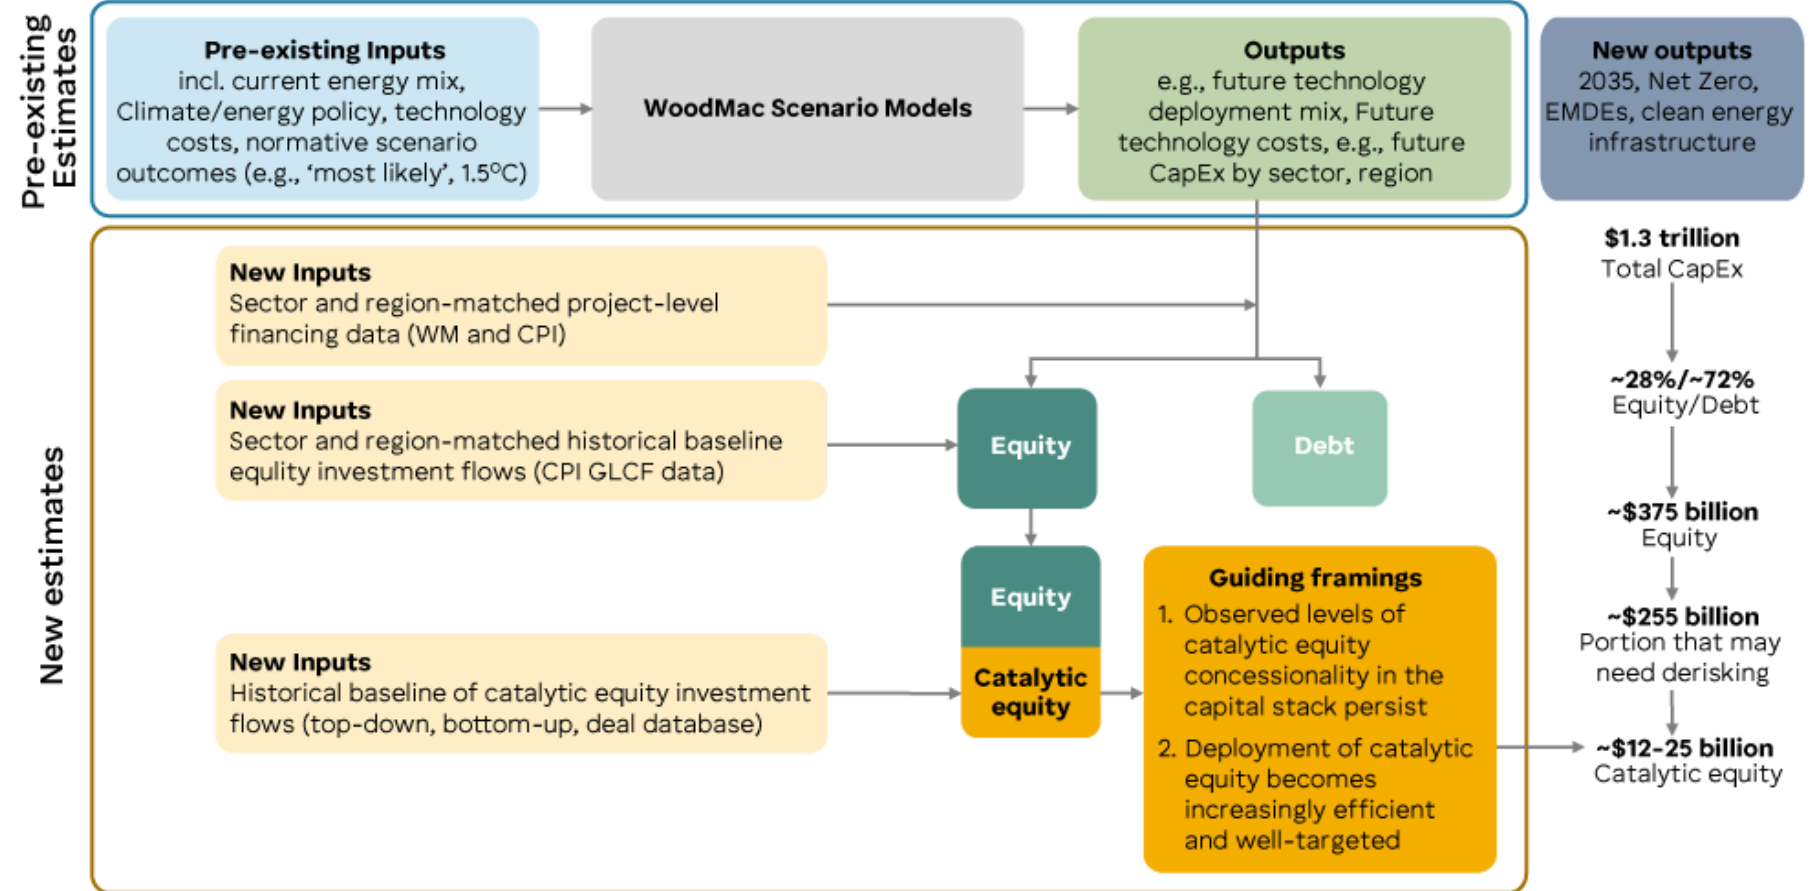 Pre-existing
Estimates
Pre-existing Inputs
incl. current energy mix,
Climate/energy policy, technology
costs, normative scenario
outcomes (e.g., ‘most likely’, 1.5°C)
WoodMac Scenario Models
Outputs
e.g., future technology
deployment mix, Future
technology costs, e.g., future
CapEx by sector, region
New outputs
2035, Net Zero,
EMDEs, clean energy
infrastructure
New estimates
New Inputs
Sector and region-matched project-level
financing data (WM and CPI)
New Inputs
Sector and region-matched historical baseline
equlity investment flows (CPI GLCF data)
Equity
Debt
New Inputs
Historical baseline of catalytic equity investment
flows (top-down, bottom-up, deal database)
Equity
Catalytic
equity
Guiding framings
1. Observed levels of
catalytic equity
concessionality in the
capital stack persist
2. Deployment of catalytic
equity becomes
increasingly efficient
and well-targeted
$1.3 trillion
Total CapEx
~28%/~72%
Equity/Debt
~$375 billion
Equity
~$255 billion
Portion that may
need derisking
~$12-25 billion
Catalytic equity